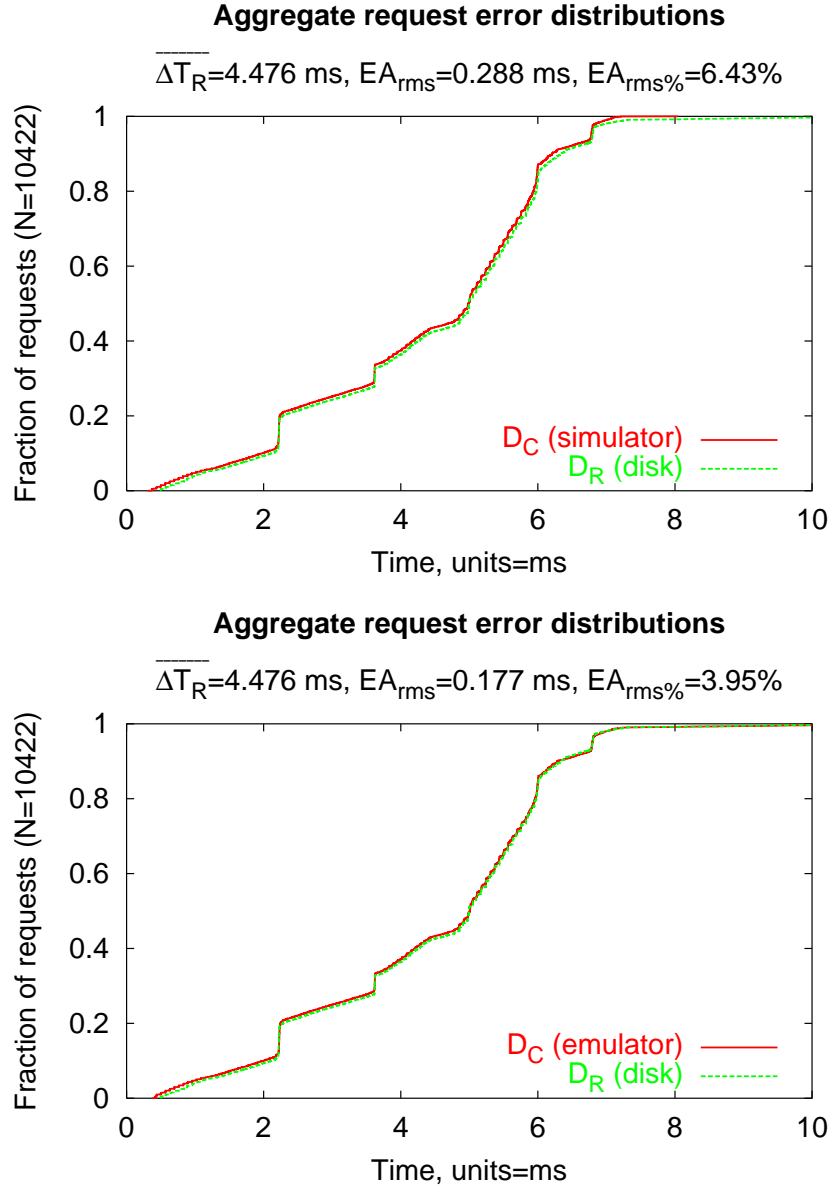 Aggregate request error distributions
ΔT_R=4.476 ms, EA_rms=0.288 ms, EA_rms%=6.43%
1
0.8
0.6
0.4
0.2
0
Fraction of requests (N=10422)
D_C (simulator)
D_R (disk)
0 2 4 6 8 10
Time, units=ms
Aggregate request error distributions
ΔT_R=4.476 ms, EA_rms=0.177 ms, EA_rms%=3.95%
1
0.8
0.6
0.4
0.2
0
Fraction of requests (N=10422)
D_C (emulator)
D_R (disk)
0 2 4 6 8 10
Time, units=ms